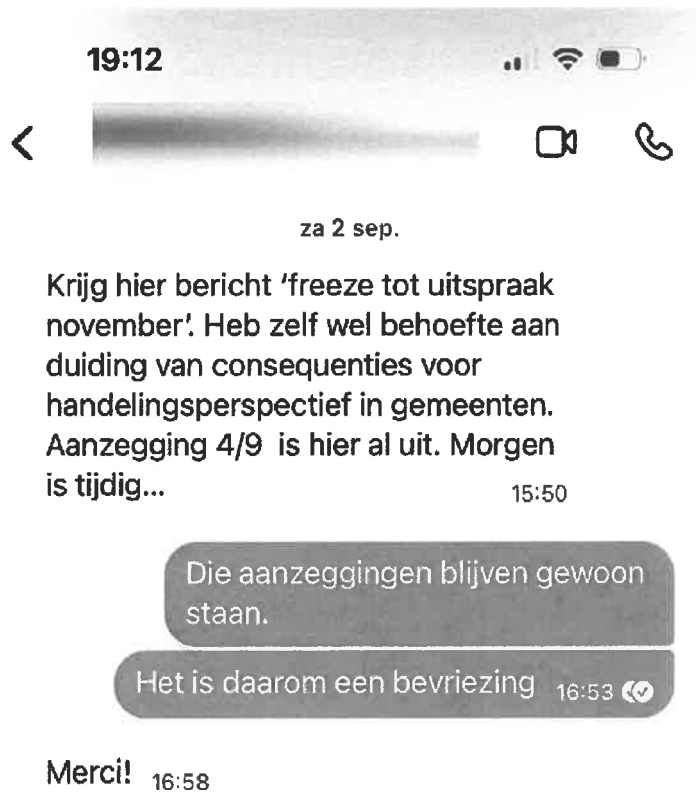 19:12
za 2 sep.
Krijg hier bericht 'freeze tot uitspraak
november'. Heb zelf wel behoefte aan
duiding van consequenties voor
handelingsperspectief in gemeenten.
Aanzegging 4/9 is hier al uit. Morgen
is tijdig...
15:50
Die aanzeggingen blijven gewoon
staan.
Het is daarom een bevriezing 16:53
Merci! 16:58